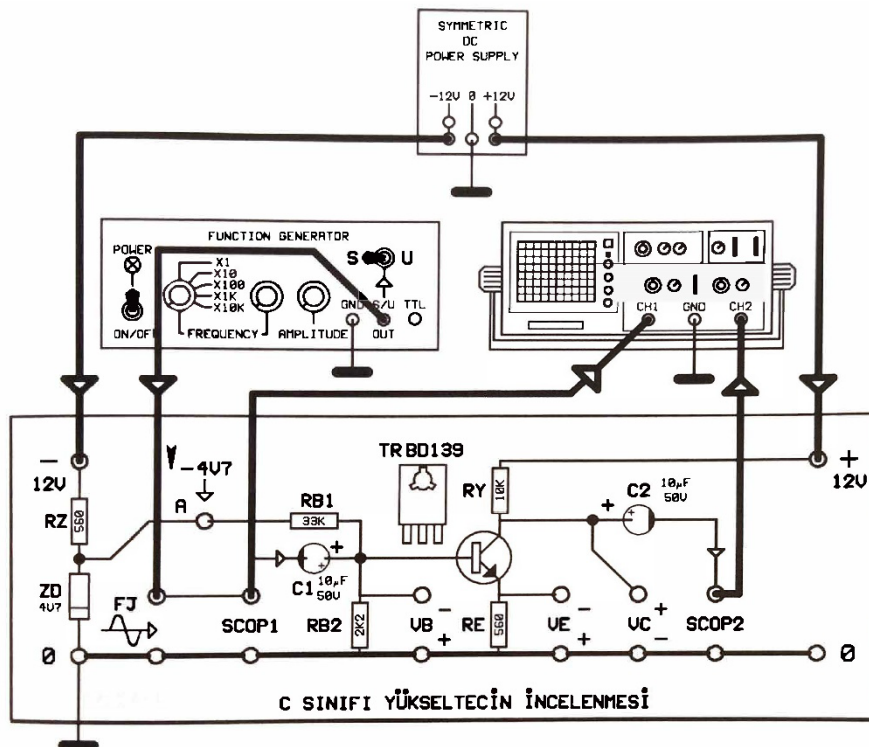 SYMMETRIC
DC
POWER SUPPLY
-12V 0 +12V
FUNCTION GENERATOR
POWER
X1
X10
X100
X1K
X10K
S U
GND S/U TTL
ON/OFF FREQUENCY AMPLITUDE OUT
CH1 GND CH2
- 12V
-4V7
A
TR BD139
+ 12V
RZ 560
RB1 33K
RY 10K
C2 10µF 50V
C1 10µF 50V
ZD 4V7
FJ
SCOP1
RB2 2K2
VB - +
RE 560
VE - +
VC + -
SCOP2
0
0
C SINIFI YÜKSELTECİN İNCELENMESİ